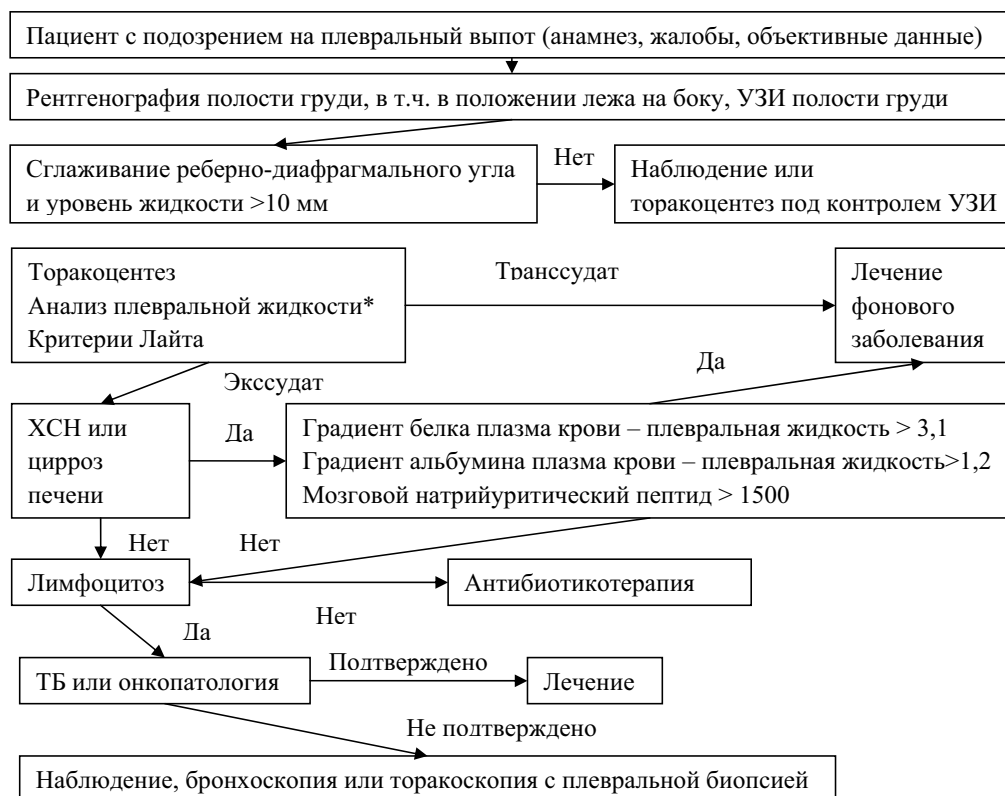 Пациент с подозрением на плевральный выпот (анамнез, жалобы, объективные данные)
Рентгенография полости груди, в т.ч. в положении лежа на боку, УЗИ полости груди
Сглаживание реберно-диафрагмального угла
и уровень жидкости >10 мм
Нет
Наблюдение или
торакоцентез под контролем УЗИ
Торакоцентез
Анализ плевральной жидкости*
Критерии Лайта
Транссудат
Лечение
фонового
заболевания
Экссудат
Да
ХСН или
цирроз
печени
Да
Градиент белка плазма крови – плевральная жидкость > 3,1
Градиент альбумина плазма крови – плевральная жидкость>1,2
Мозговой натрийуритический пептид > 1500
Нет
Нет
Лимфоцитоз
Антибиотикотерапия
Нет
Да
ТБ или онкопатология
Подтверждено
Лечение
Не подтверждено
Наблюдение, бронхоскопия или торакоскопия с плевральной биопсией